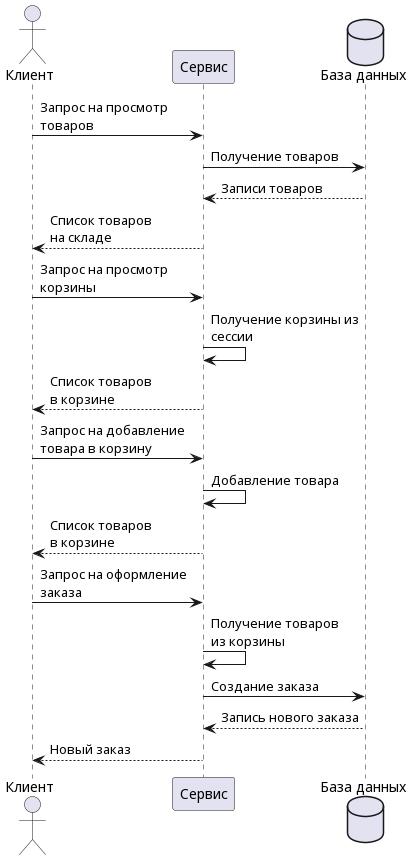 Клиент
Сервис
База данных
Запрос на просмотр
товаров
Получение товаров
Записи товаров
Список товаров
на складе
Запрос на просмотр
корзины
Получение корзины из
сессии
Список товаров
в корзине
Запрос на добавление
товара в корзину
Добавление товара
Список товаров
в корзине
Запрос на оформление
заказа
Получение товаров
из корзины
Создание заказа
Запись нового заказа
Новый заказ
Клиент
Сервис
База данных